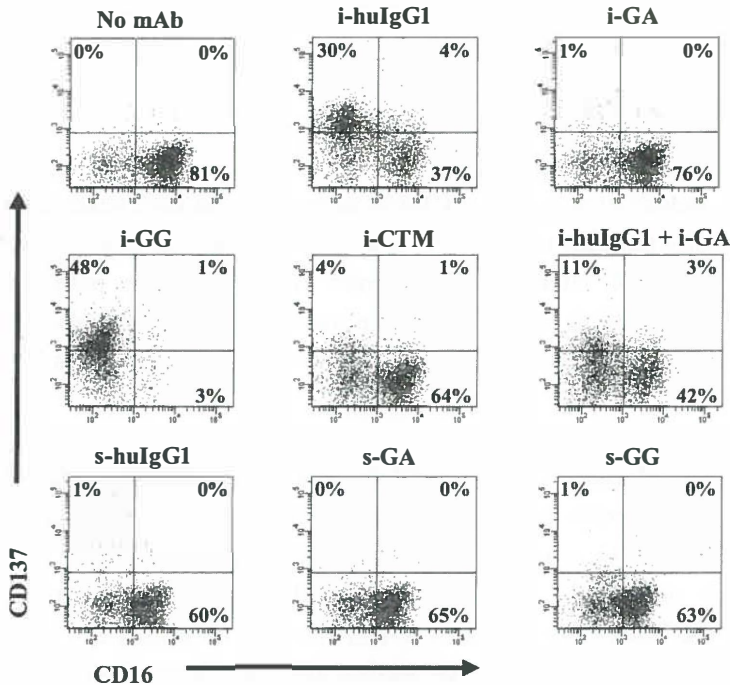 No mAb i-huIgG1 i-GA
0% 0% 30% 4% 1% 0%
81% 37% 76%
i-GG i-CTM i-huIgG1 + i-GA
48% 1% 4% 1% 11% 3%
3% 64% 42%
s-huIgG1 s-GA s-GG
1% 0% 0% 0% 1% 0%
60% 65% 63%
CD137
CD16